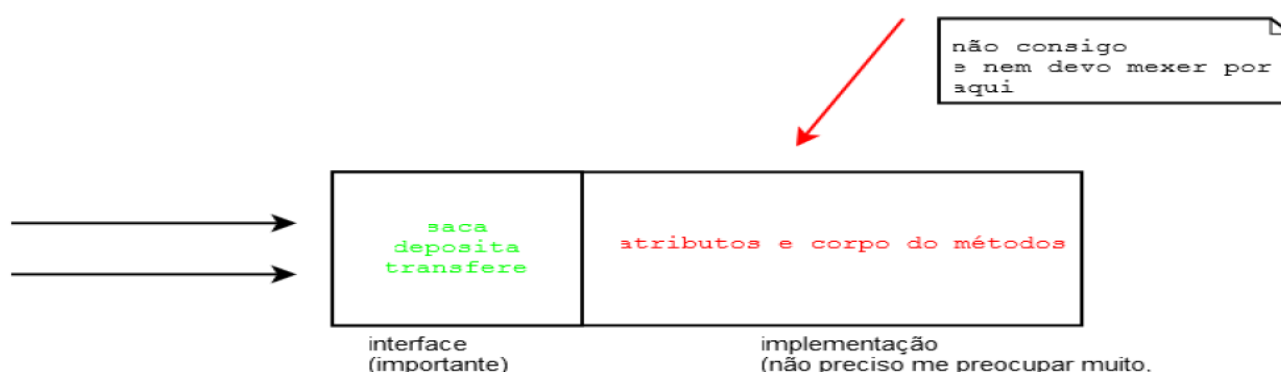 não consigo
e nem devo mexer por
aqui
saca
deposita
transfere
atributos e corpo do métodos
interface
(importante)
implementação
(não preciso me preocupar muito,